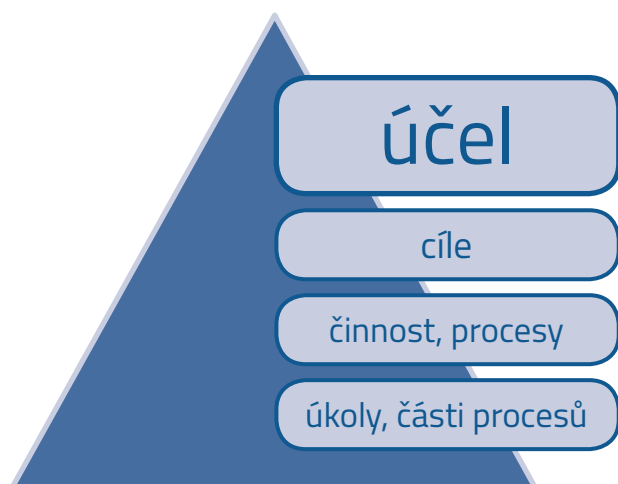 účel
cíle
činnost, procesy
úkoly, části procesů